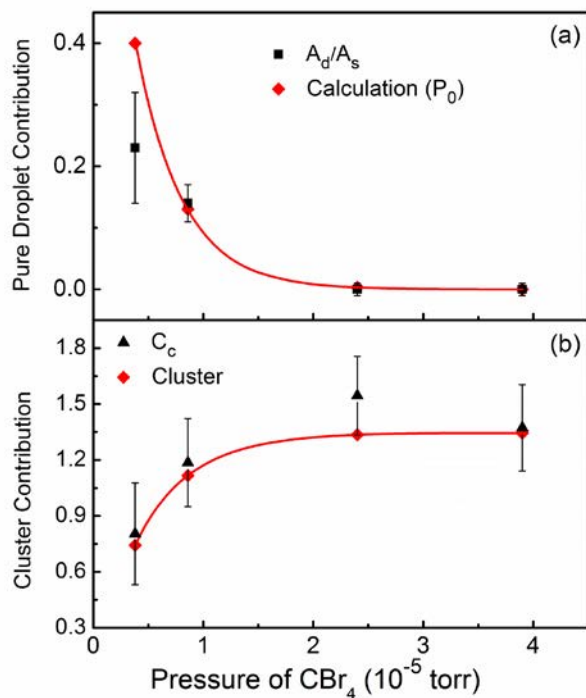 (a)
A_d/A_s
Calculation (P_0)
Pure Droplet Contribution
0.4
0.2
0.0
(b)
C_c
Cluster
Cluster Contribution
1.8
1.5
1.2
0.9
0.6
0.3
0 1 2 3 4
Pressure of CBr_4 (10^-5 torr)